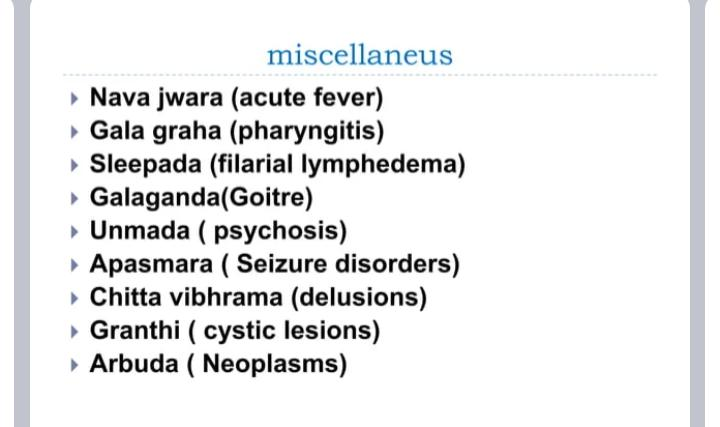 miscellaneus
Nava jwara (acute fever)
Gala graha (pharyngitis)
Sleepada (filarial lymphedema)
Galaganda(Goitre)
Unmada ( psychosis)
Apasmara ( Seizure disorders)
Chitta vibhrama (delusions)
Granthi ( cystic lesions)
Arbuda ( Neoplasms)